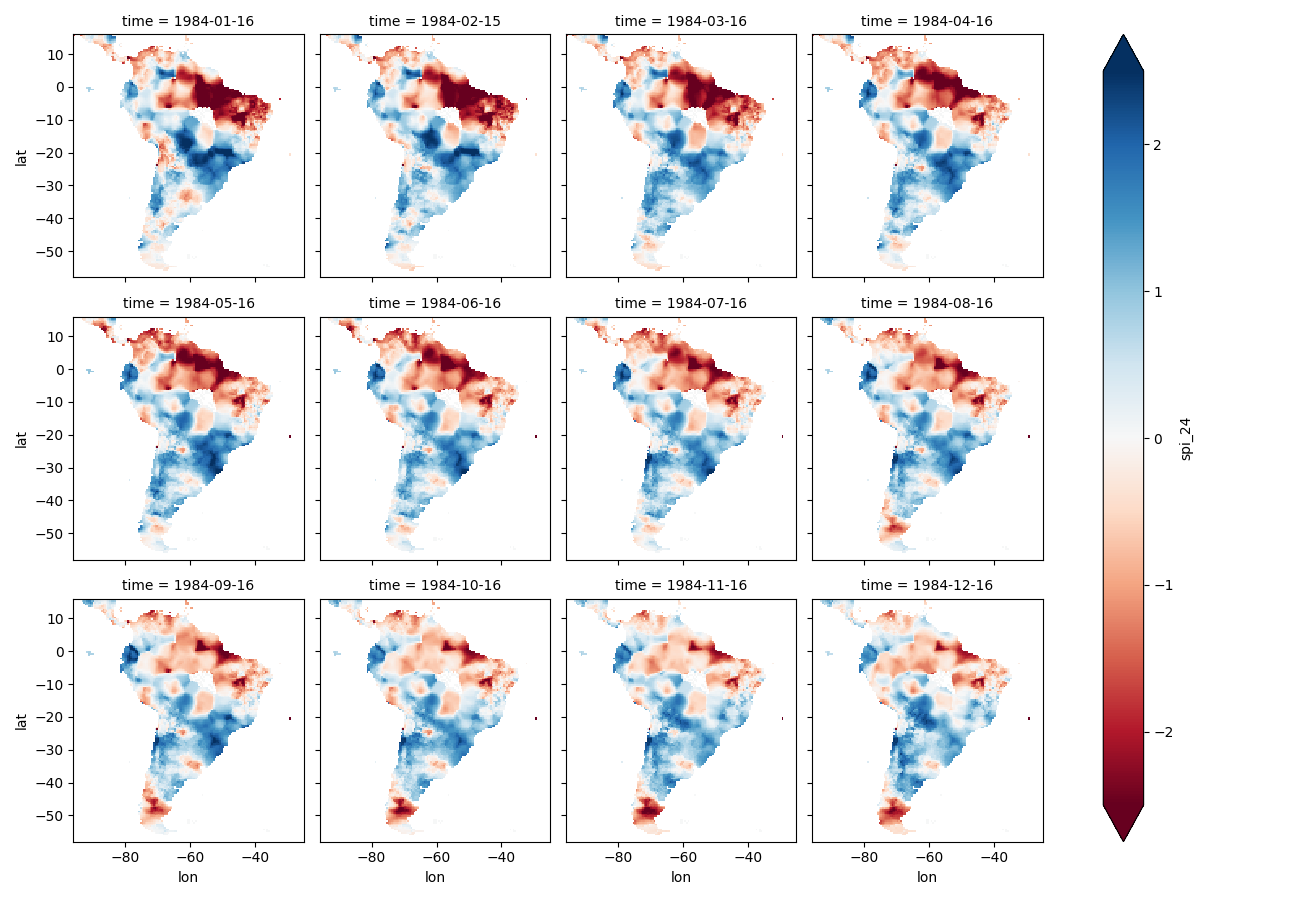 time = 1984-01-16
time = 1984-02-15
time = 1984-03-16
time = 1984-04-16
10
0
−10
−20
−30
−40
−50
lat
time = 1984-05-16
time = 1984-06-16
time = 1984-07-16
time = 1984-08-16
10
0
−10
−20
−30
−40
−50
lat
time = 1984-09-16
time = 1984-10-16
time = 1984-11-16
time = 1984-12-16
10
0
−10
−20
−30
−40
−50
lat
−80 −60 −40
lon
−80 −60 −40
lon
−80 −60 −40
lon
−80 −60 −40
lon
2
1
0
−1
−2
spi_24